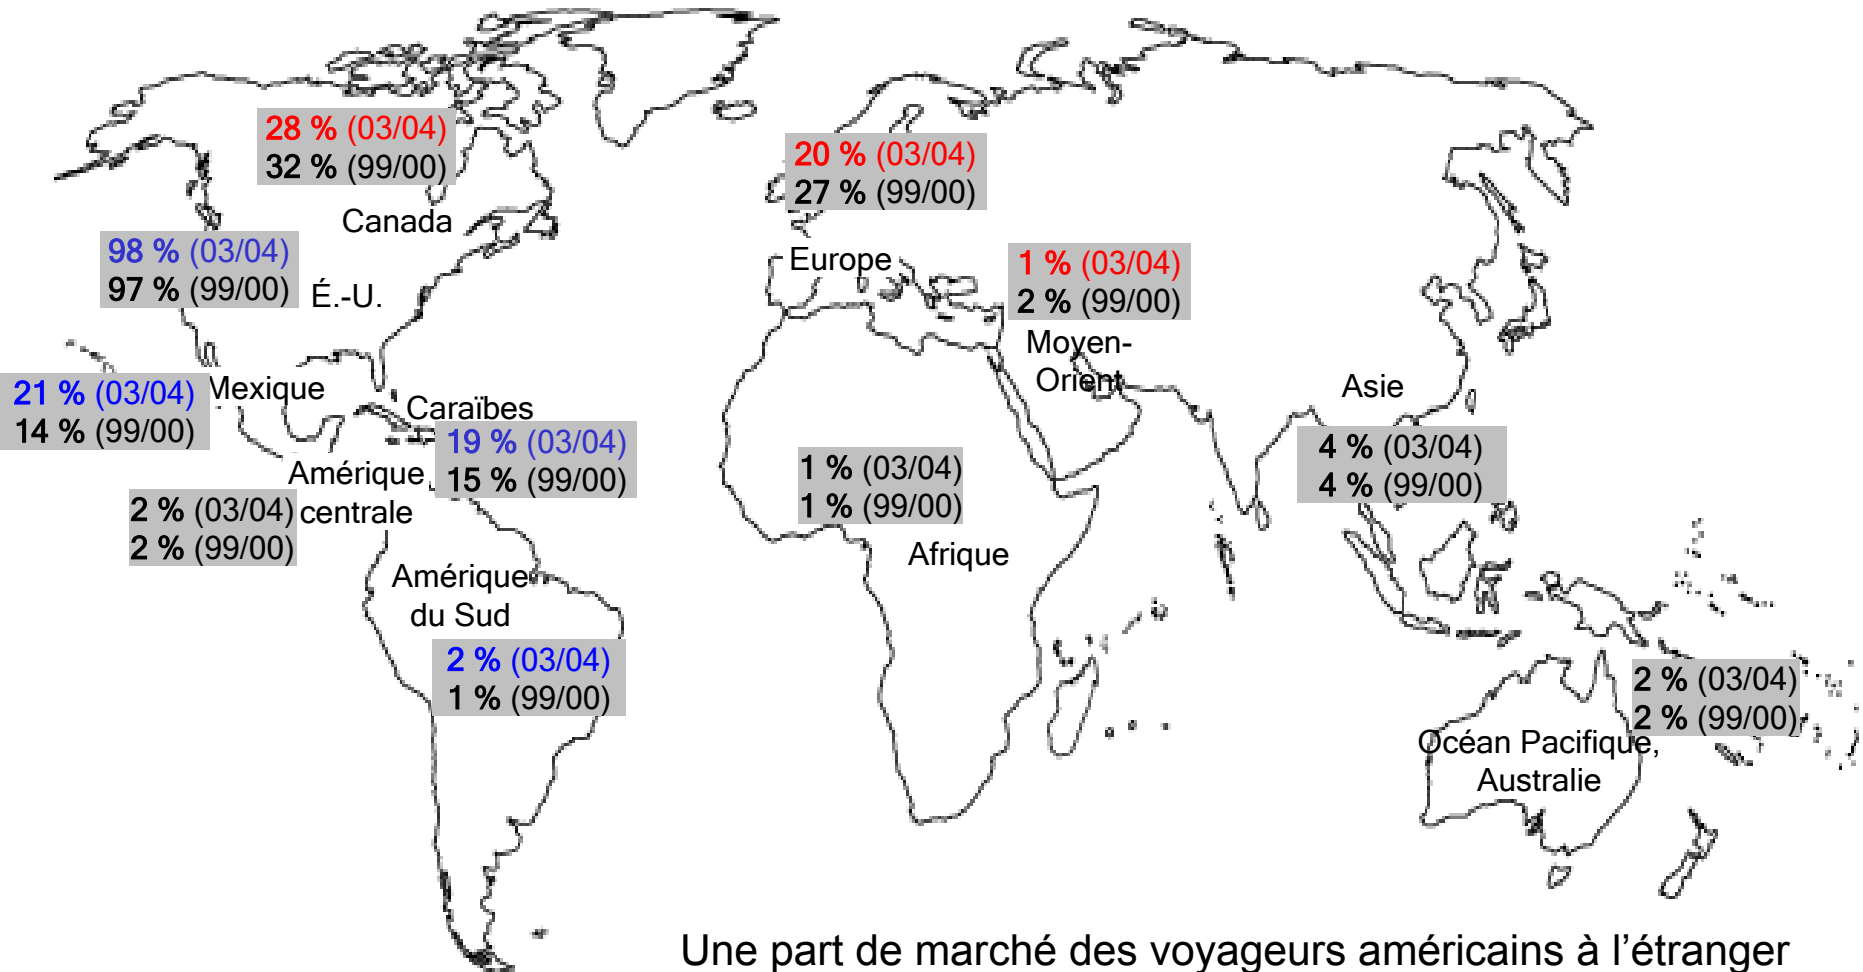 28 % (03/04)
32 % (99/00)
Canada
98 % (03/04)
97 % (99/00)
É.-U.
21 % (03/04)
14 % (99/00)
Mexique
Caraïbes
19 % (03/04)
15 % (99/00)
Amérique
centrale
2 % (03/04)
2 % (99/00)
Amérique
du Sud
2 % (03/04)
1 % (99/00)
20 % (03/04)
27 % (99/00)
Europe
1 % (03/04)
2 % (99/00)
Moyen-
Orient
1 % (03/04)
1 % (99/00)
Afrique
Asie
4 % (03/04)
4 % (99/00)
2 % (03/04)
2 % (99/00)
Océan Pacifique,
Australie
Une part de marché des voyageurs américains à l’étranger